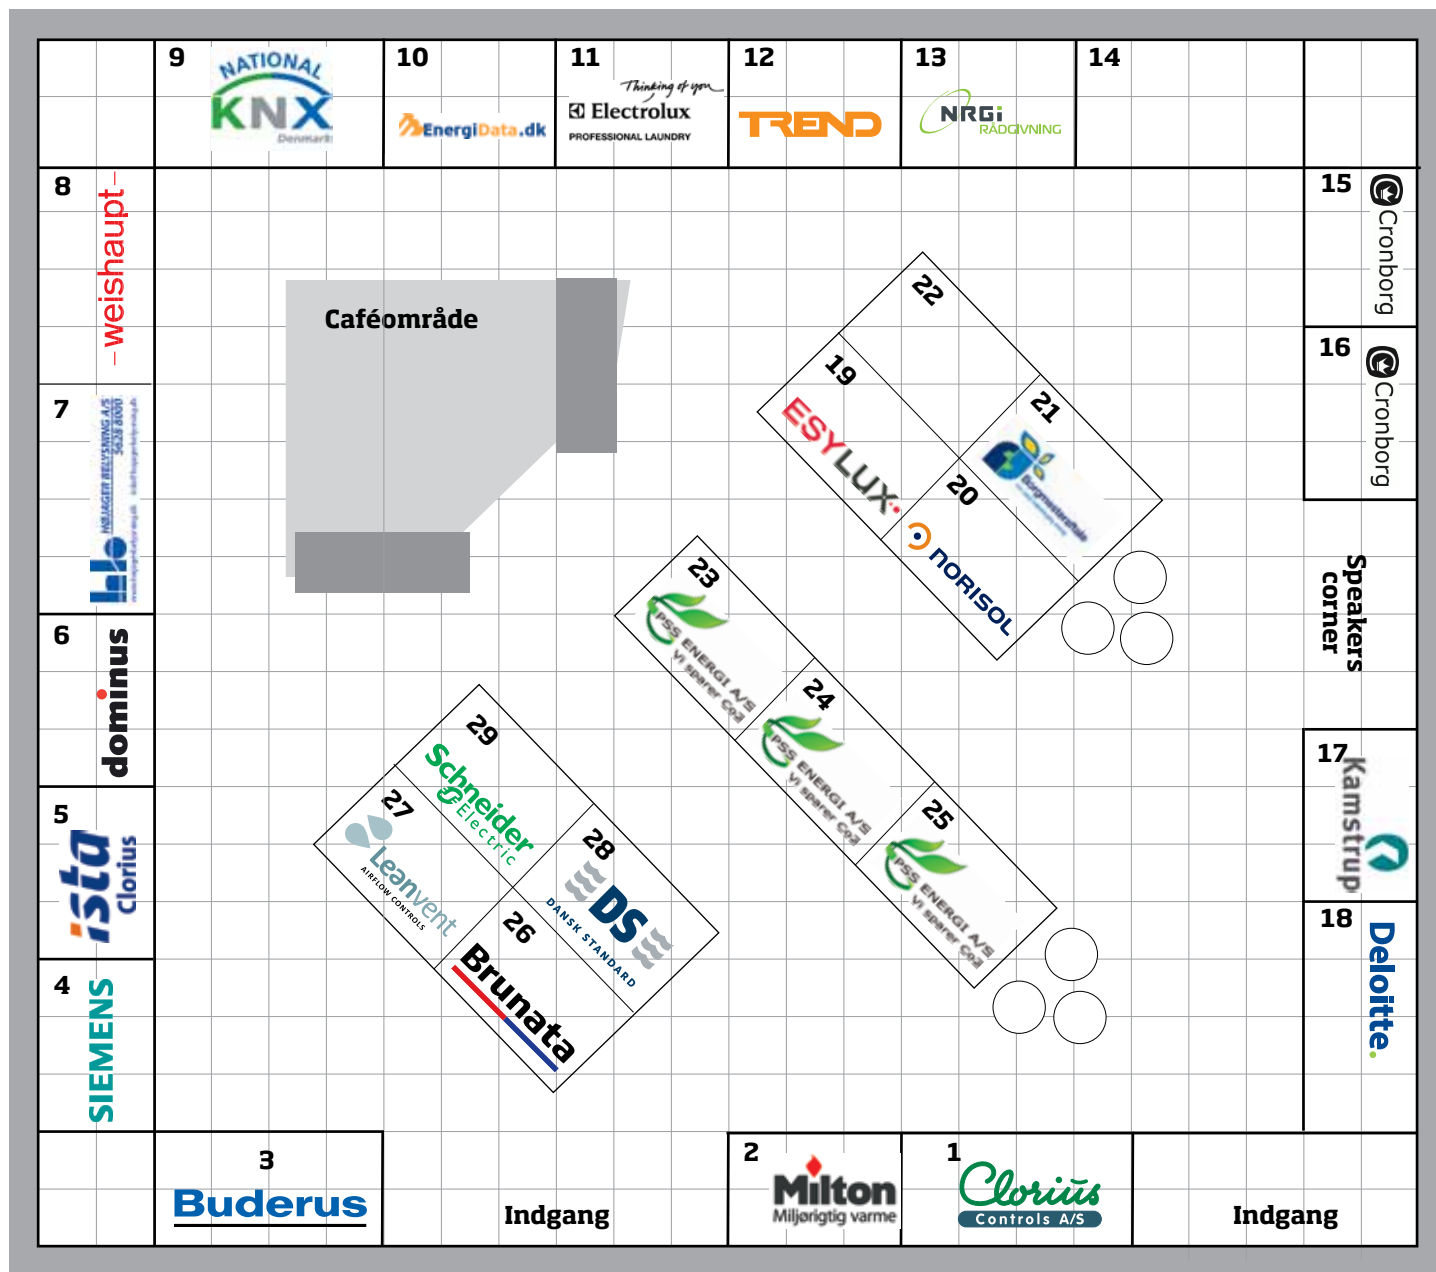 9
NATIONAL
KNX
Denmark
10
EnergiData.dk
11
Thinking of you
Electrolux
PROFESSIONAL LAUNDRY
12
TREND
13
NRGi
RÅDGIVNING
14
8
weishaupt
7
HØJAGER BELYSNING A/S
5628 8000
6
dominus
5
ista
Clorius
4
SIEMENS
Caféområde
22
19
ESYLUX
21
Borgmesteraftale
20
NORISOL
15
Cronborg
16
Cronborg
Speakers
corner
17
Kamstrup
18
Deloitte.
23
PSS ENERGI A/S
Vi sparer Co2
24
PSS ENERGI A/S
Vi sparer Co2
25
PSS ENERGI A/S
Vi sparer Co2
29
Schneider
Electric
27
Leanvent
AIRFLOW CONTROLS
28
DS
DANSK STANDARD
26
Brunata
3
Buderus
Indgang
2
Milton
Miljørigtig varme
1
Clorius
Controls A/S
Indgang